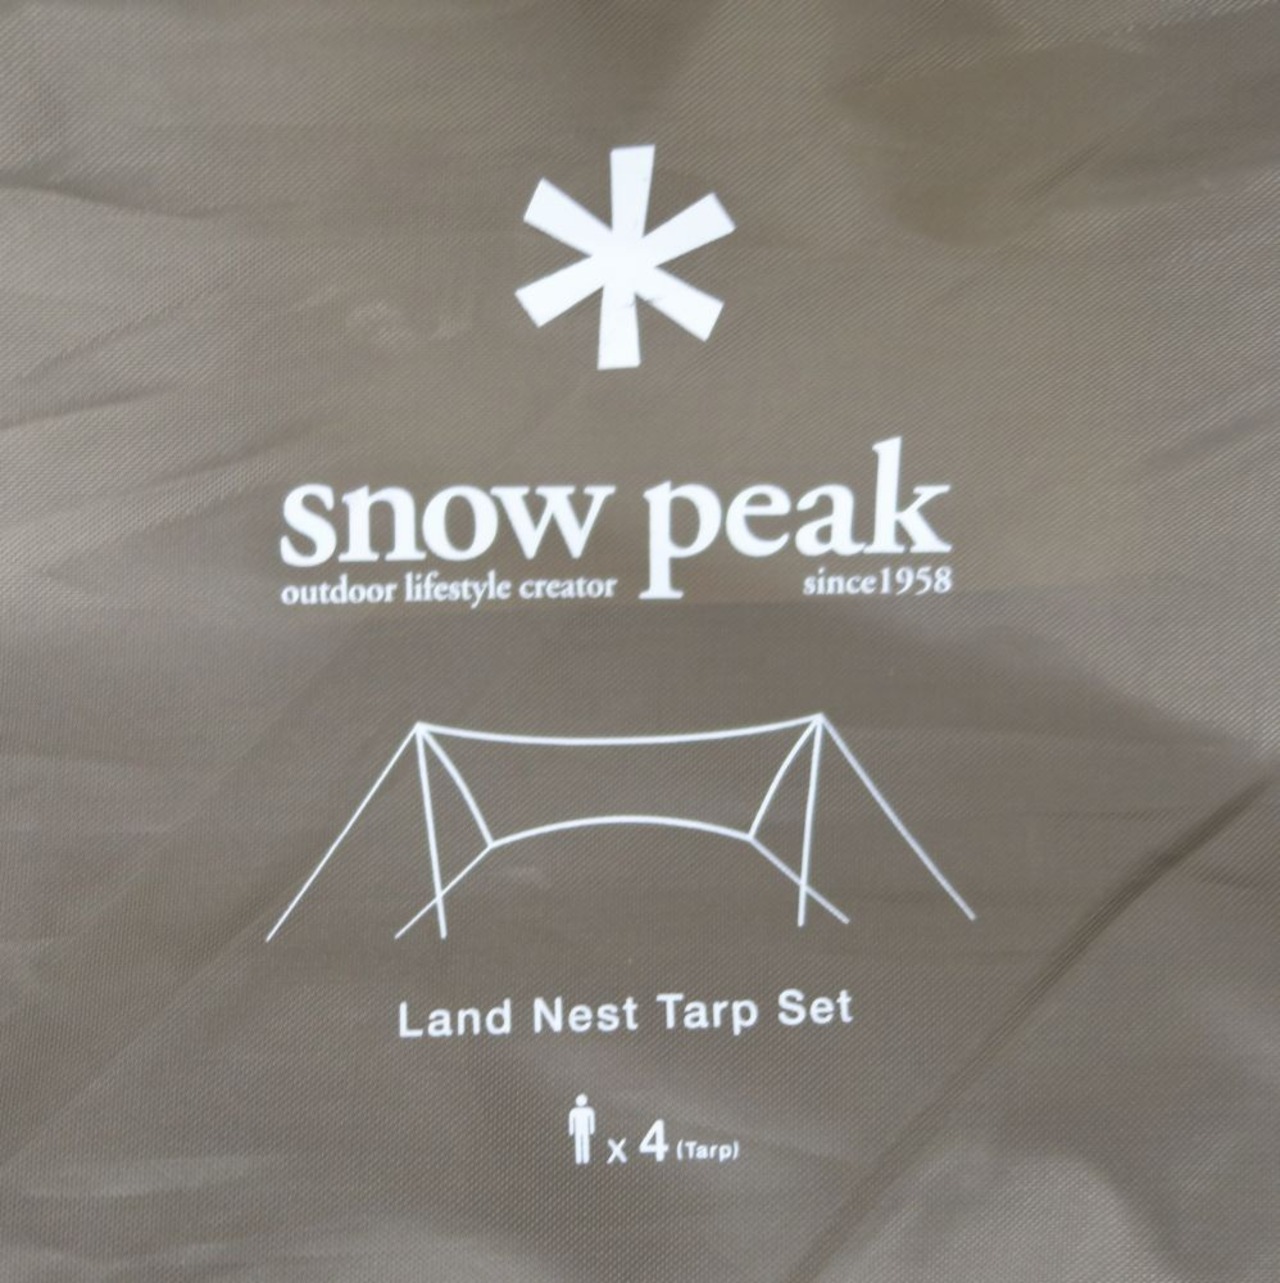 snow peak
outdoor lifestyle creator since1958
Land Nest Tarp Set
x 4 (Tarp)